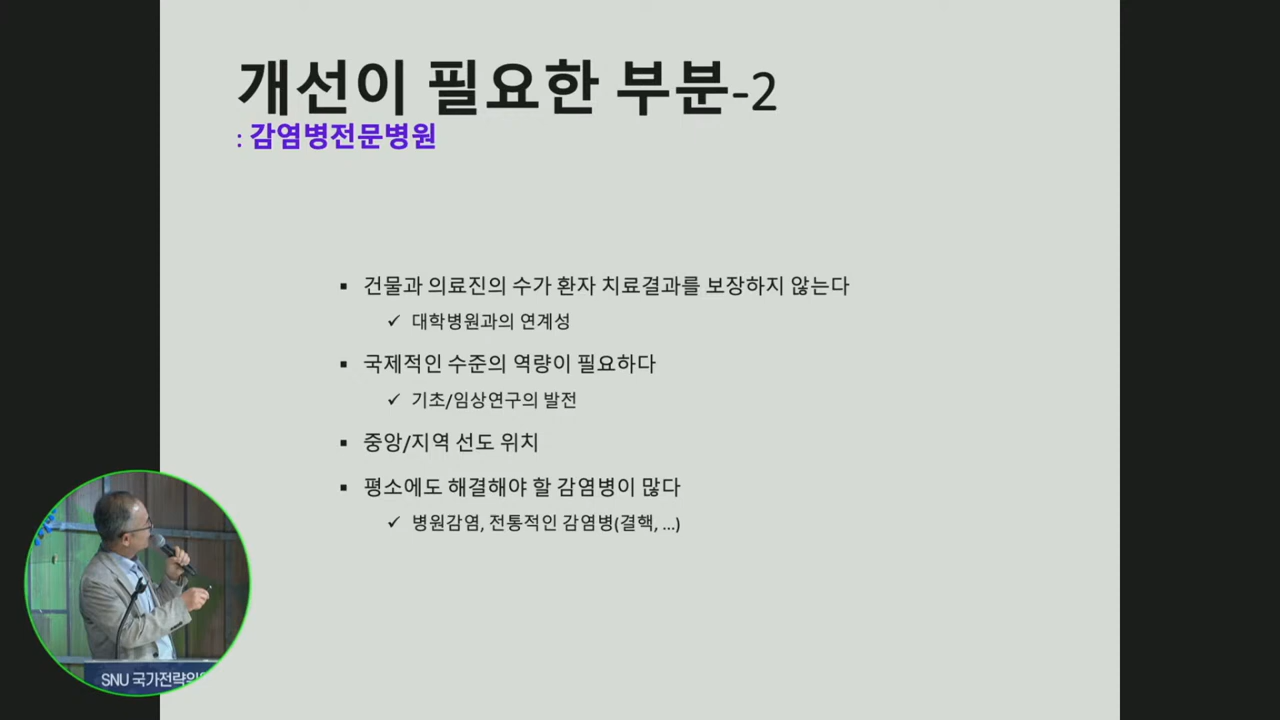 개선이 필요한 부분-2
: 감염병전문병원
▪ 건물과 의료진의 수가 환자 치료결과를 보장하지 않는다
✓ 대학병원과의 연계성
▪ 국제적인 수준의 역량이 필요하다
✓ 기초/임상연구의 발전
▪ 중앙/지역 선도 위치
▪ 평소에도 해결해야 할 감염병이 많다
✓ 병원감염, 전통적인 감염병(결핵, ...)
SNU 국가전략위